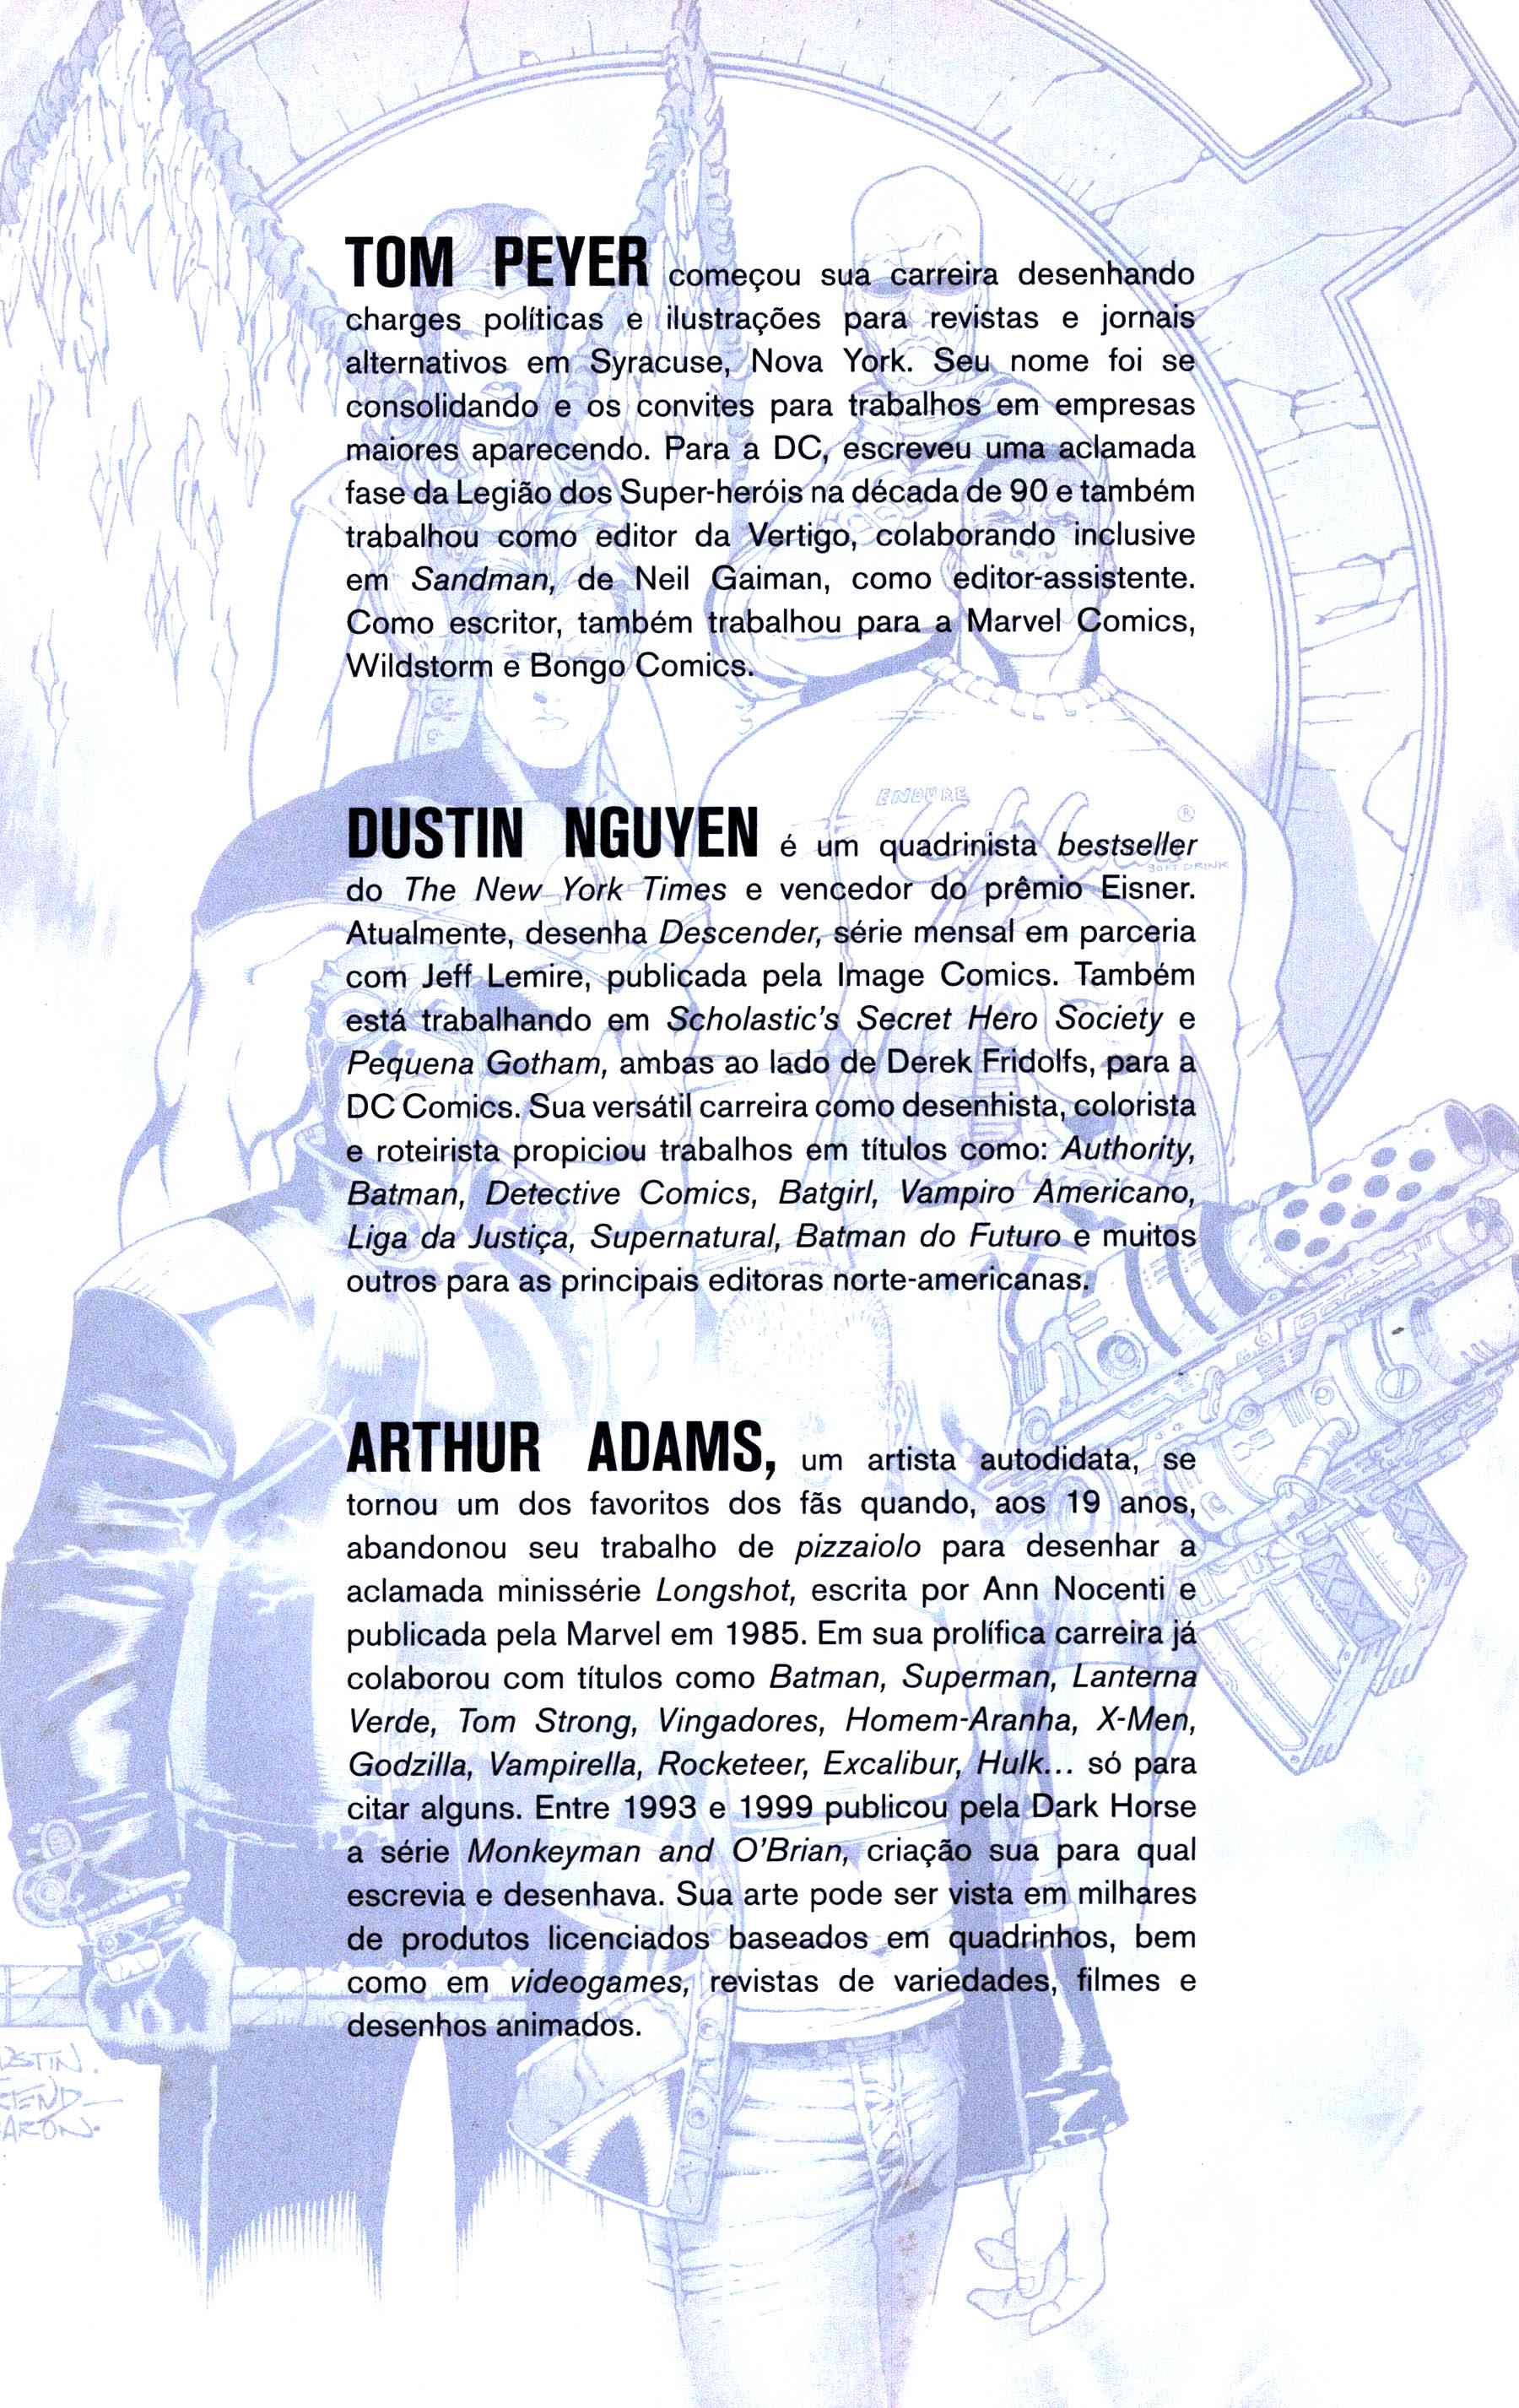 TOM PEYER começou sua carreira desenhando
charges políticas e ilustrações para revistas e jornais
alternativos em Syracuse, Nova York. Seu nome foi se
consolidando e os convites para trabalhos em empresas
maiores aparecendo. Para a DC, escreveu uma aclamada
fase da Legião dos Super-heróis na década de 90 e também
trabalhou como editor da Vertigo, colaborando inclusive
em Sandman, de Neil Gaiman, como editor-assistente.
Como escritor, também trabalhou para a Marvel Comics,
Wildstorm e Bongo Comics.
ENDURE
®
SOFT DRINK
DUSTIN NGUYEN é um quadrinista bestseller
do The New York Times e vencedor do prêmio Eisner.
Atualmente, desenha Descender, série mensal em parceria
com Jeff Lemire, publicada pela Image Comics. Também
está trabalhando em Scholastic's Secret Hero Society e
Pequena Gotham, ambas ao lado de Derek Fridolfs, para a
DC Comics. Sua versátil carreira como desenhista, colorista
e roteirista propiciou trabalhos em títulos como: Authority,
Batman, Detective Comics, Batgirl, Vampiro Americano,
Liga da Justiça, Supernatural, Batman do Futuro e muitos
outros para as principais editoras norte-americanas.
ARTHUR ADAMS, um artista autodidata, se
tornou um dos favoritos dos fãs quando, aos 19 anos,
abandonou seu trabalho de pizzaiolo para desenhar a
aclamada minissérie Longshot, escrita por Ann Nocenti e
publicada pela Marvel em 1985. Em sua prolífica carreira já
colaborou com títulos como Batman, Superman, Lanterna
Verde, Tom Strong, Vingadores, Homem-Aranha, X-Men,
Godzilla, Vampirella, Rocketeer, Excalibur, Hulk... só para
citar alguns. Entre 1993 e 1999 publicou pela Dark Horse
a série Monkeyman and O'Brian, criação sua para qual
escrevia e desenhava. Sua arte pode ser vista em milhares
de produtos licenciados baseados em quadrinhos, bem
como em videogames, revistas de variedades, filmes e
desenhos animados.